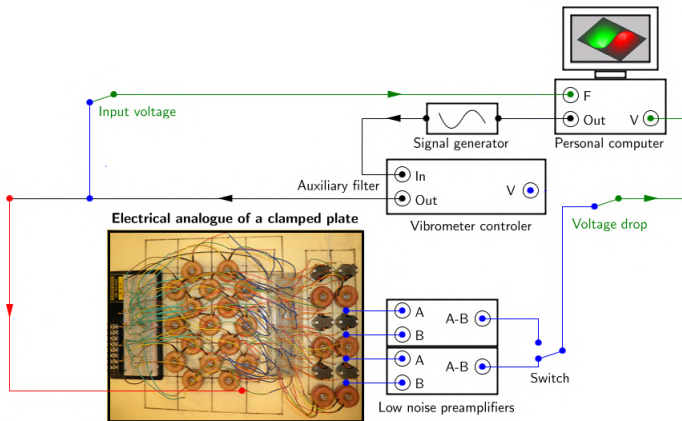 F
Input voltage
Out
V
Signal generator
Personal computer
In
Auxiliary filter
Out
V
Vibrometer controler
Voltage drop
Electrical analogue of a clamped plate
A
A-B
B
A
A-B
B
Switch
Low noise preamplifiers